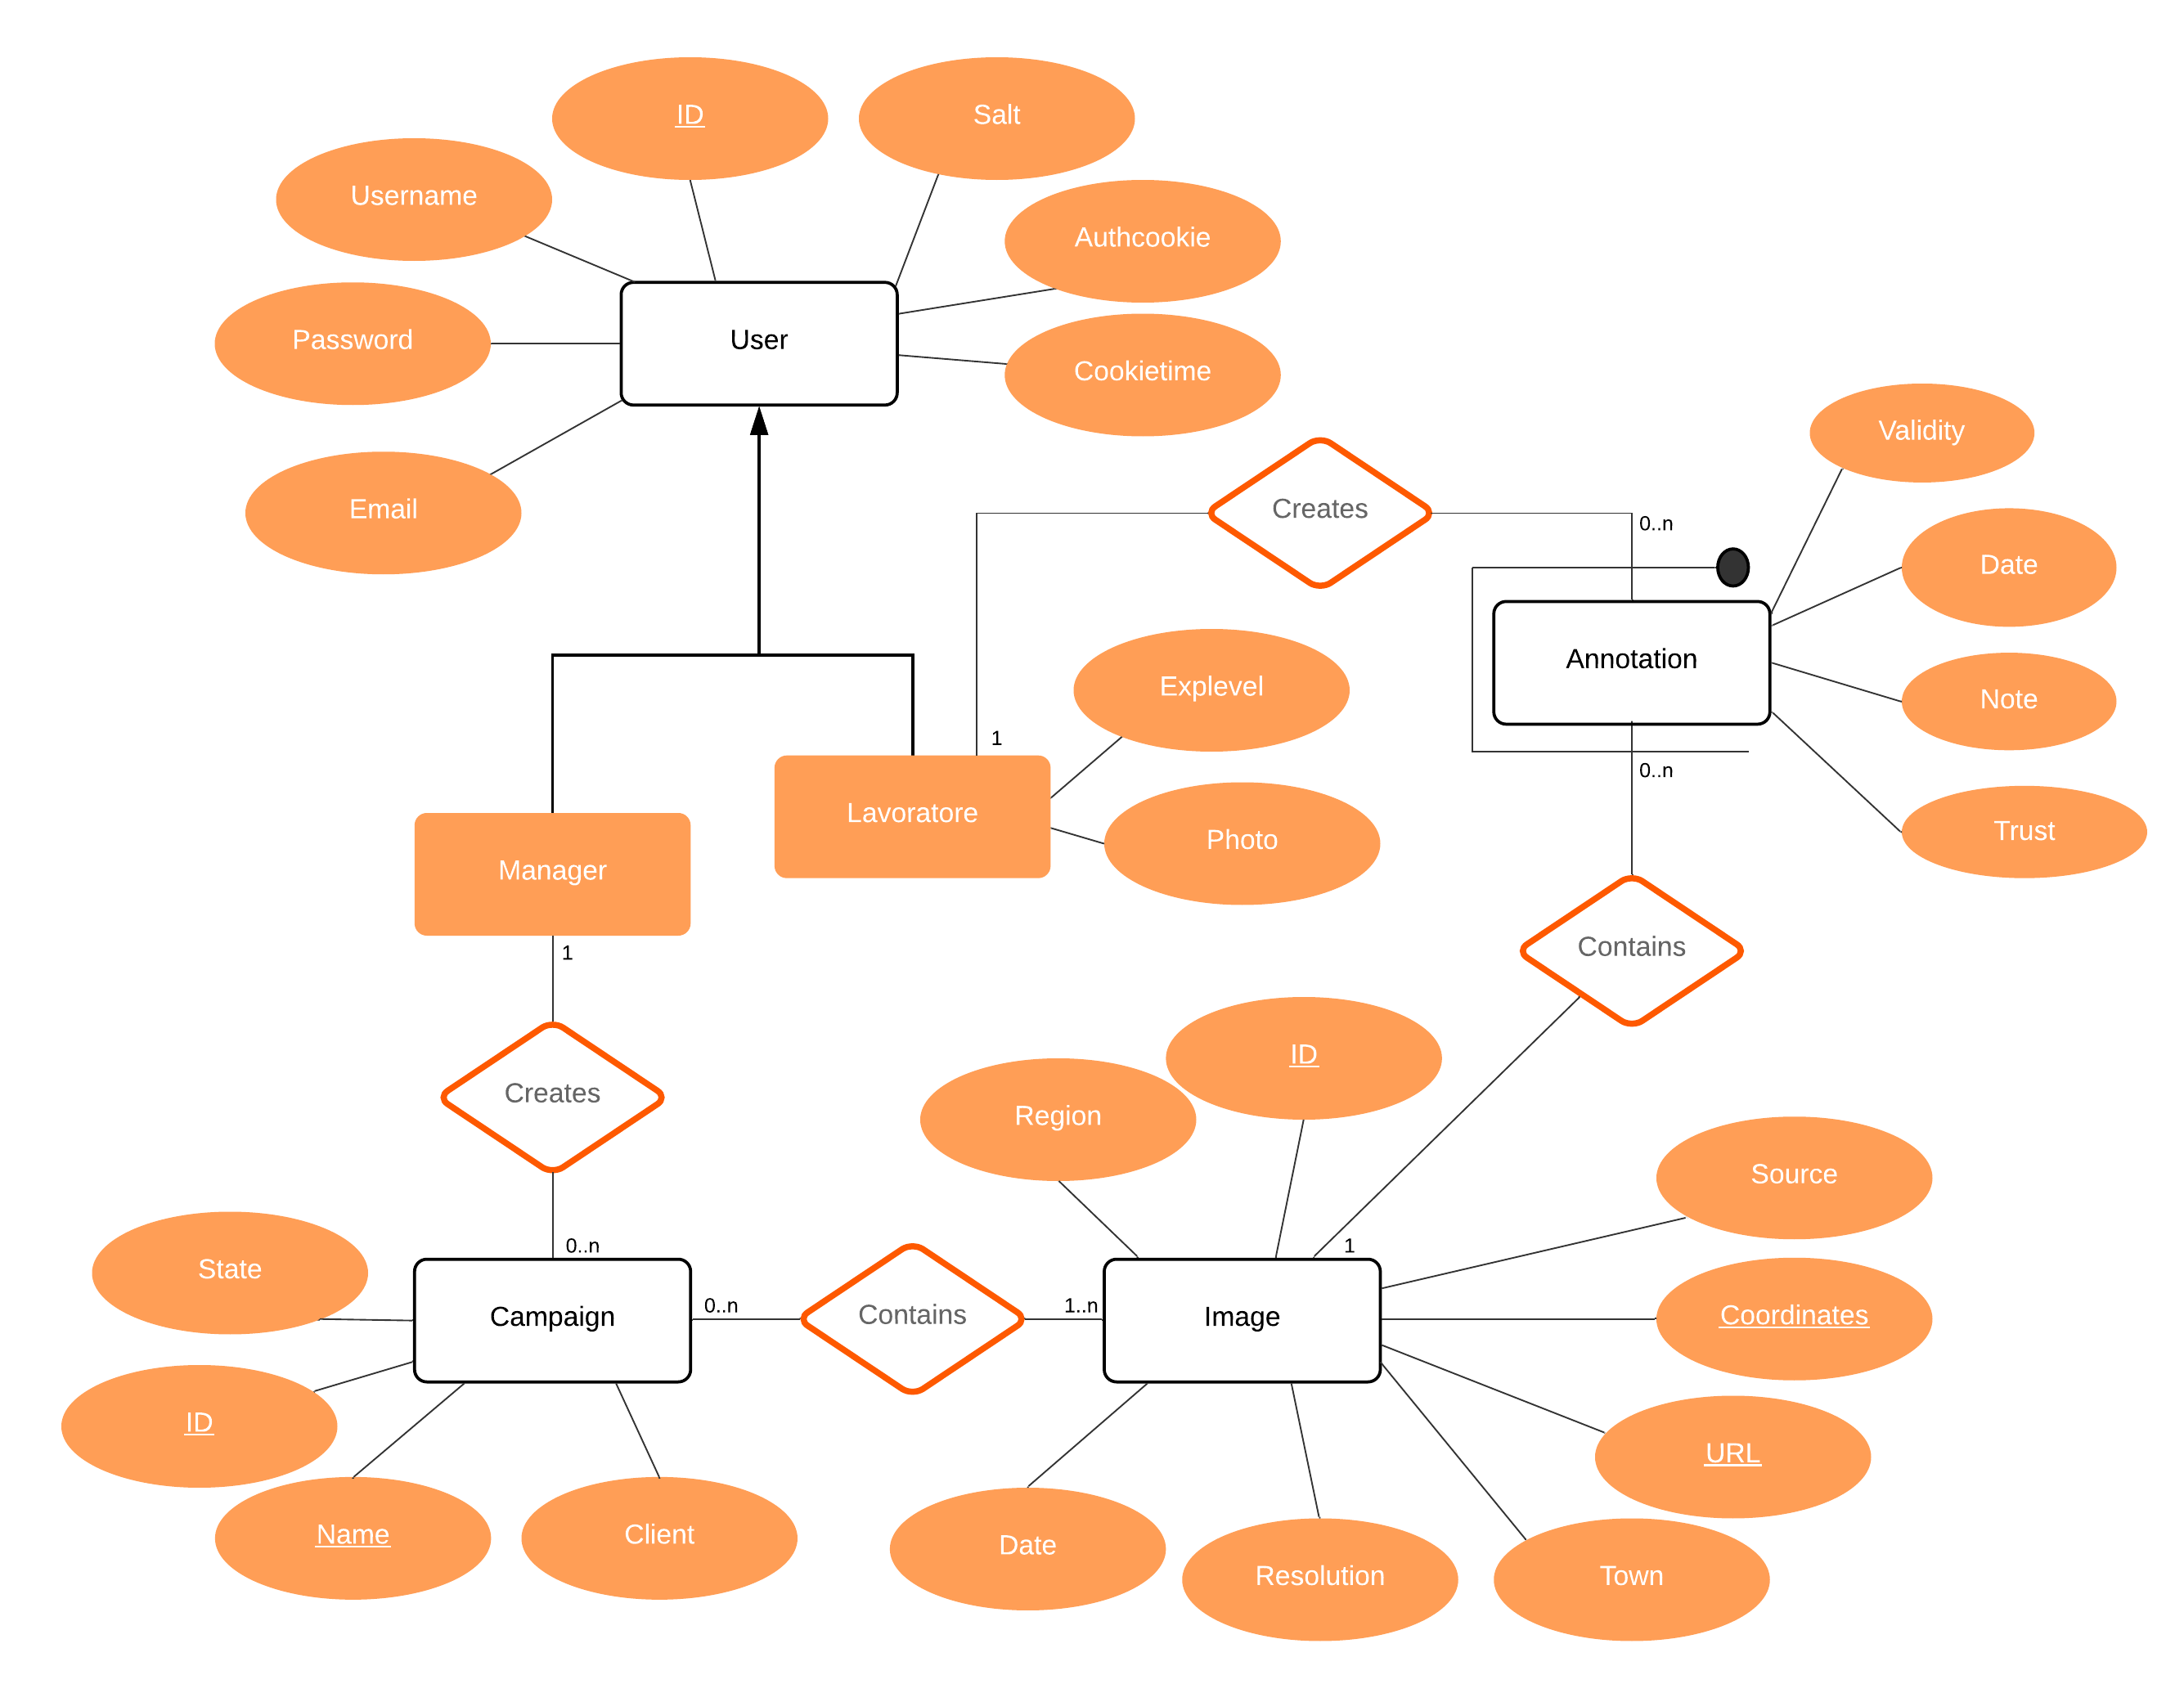 ID
Salt
Username
Authcookie
User
Password
Cookietime
Validity
Email
Creates
0..n
Date
Annotation
Explevel
Note
1
0..n
Lavoratore
Photo
Trust
Manager
1
Contains
ID
Creates
Region
Source
State
0..n
1
Campaign
0..n
Contains
1..n
Image
Coordinates
ID
URL
Name
Client
Date
Resolution
Town